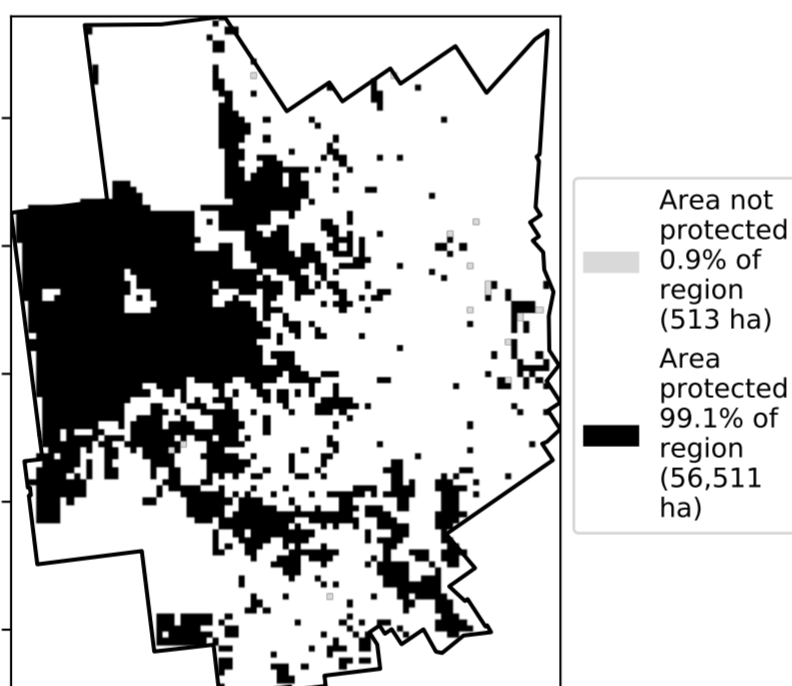 Area not
protected
0.9% of
region
(513 ha)
Area
protected
99.1% of
region
(56,511
ha)